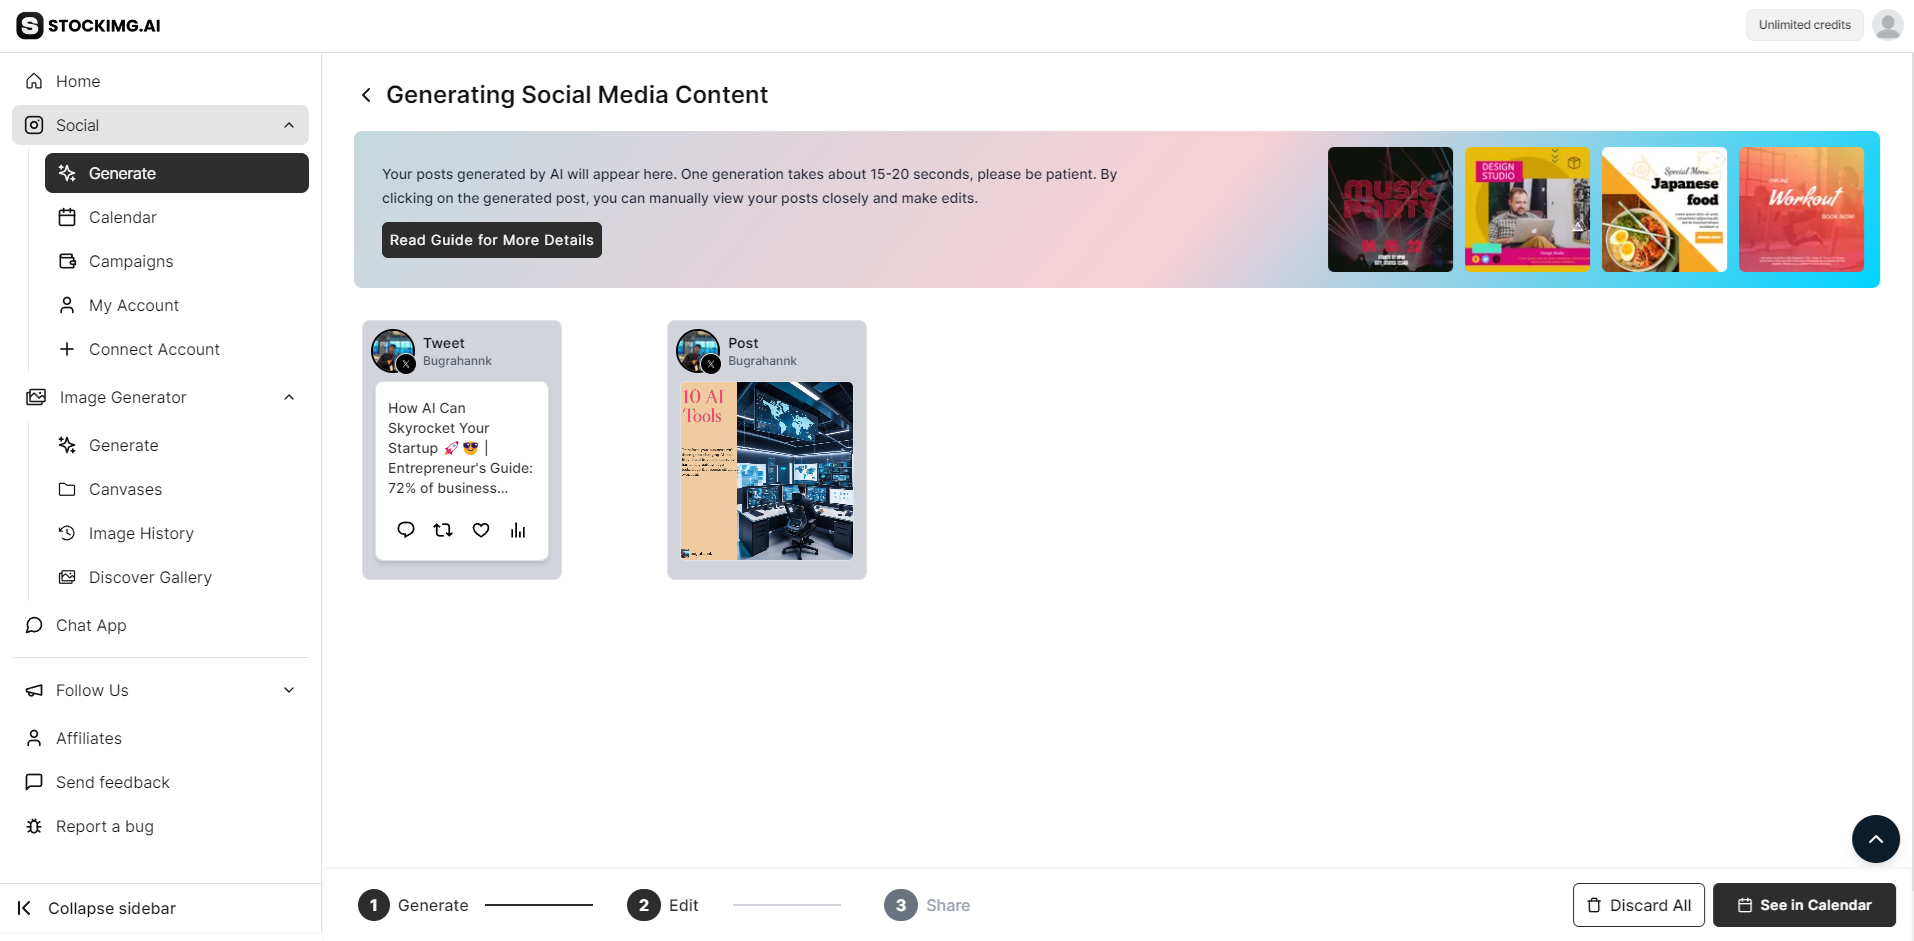 STOCKIMG.AI
Unlimited credits
Home
Social
Generate
Calendar
Campaigns
My Account
Connect Account
Image Generator
Generate
Canvases
Image History
Discover Gallery
Chat App
Follow Us
Affiliates
Send feedback
Report a bug
Collapse sidebar
Generating Social Media Content
Your posts generated by AI will appear here. One generation takes about 15-20 seconds, please be patient. By
clicking on the generated post, you can manually view your posts closely and make edits.
Read Guide for More Details
MUSIC
PARTY
DESIGN
STUDIO
Special Menu
Japanese
food
ONLINE
Workout
BOOK NOW!
Tweet
Bugrahannk
How AI Can
Skyrocket Your
Startup 🚀😎 |
Entrepreneur's Guide:
72% of business...
Post
Bugrahannk
10 AI
Tools
1 Generate
2 Edit
3 Share
Discard All
See in Calendar